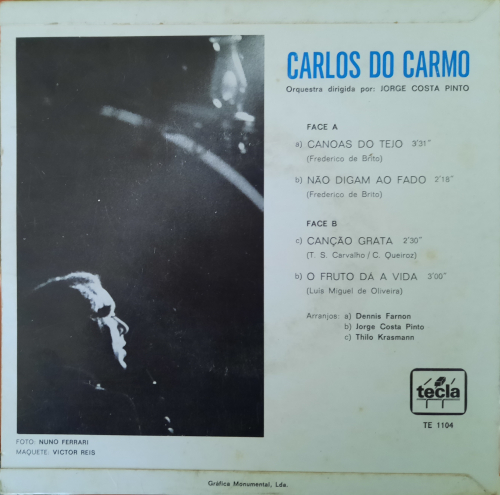 CARLOS DO CARMO
Orquestra dirigida por: JORGE COSTA PINTO
FACE A
a) CANOAS DO TEJO 3'31"
(Frederico de Brito)
b) NÃO DIGAM AO FADO 2'18"
(Frederico de Brito)
FACE B
c) CANÇÃO GRATA 2'30"
(T. S. Carvalho / C. Queiroz)
b) O FRUTO DÁ A VIDA 3'00"
(Luis Miguel de Oliveira)
Arranjos: a) Dennis Farnon
b) Jorge Costa Pinto
c) Thilo Krasmann
tecla
TE 1104
FOTO: NUNO FERRARI
MAQUETE: VICTOR REIS
Gráfica Monumental, Lda.